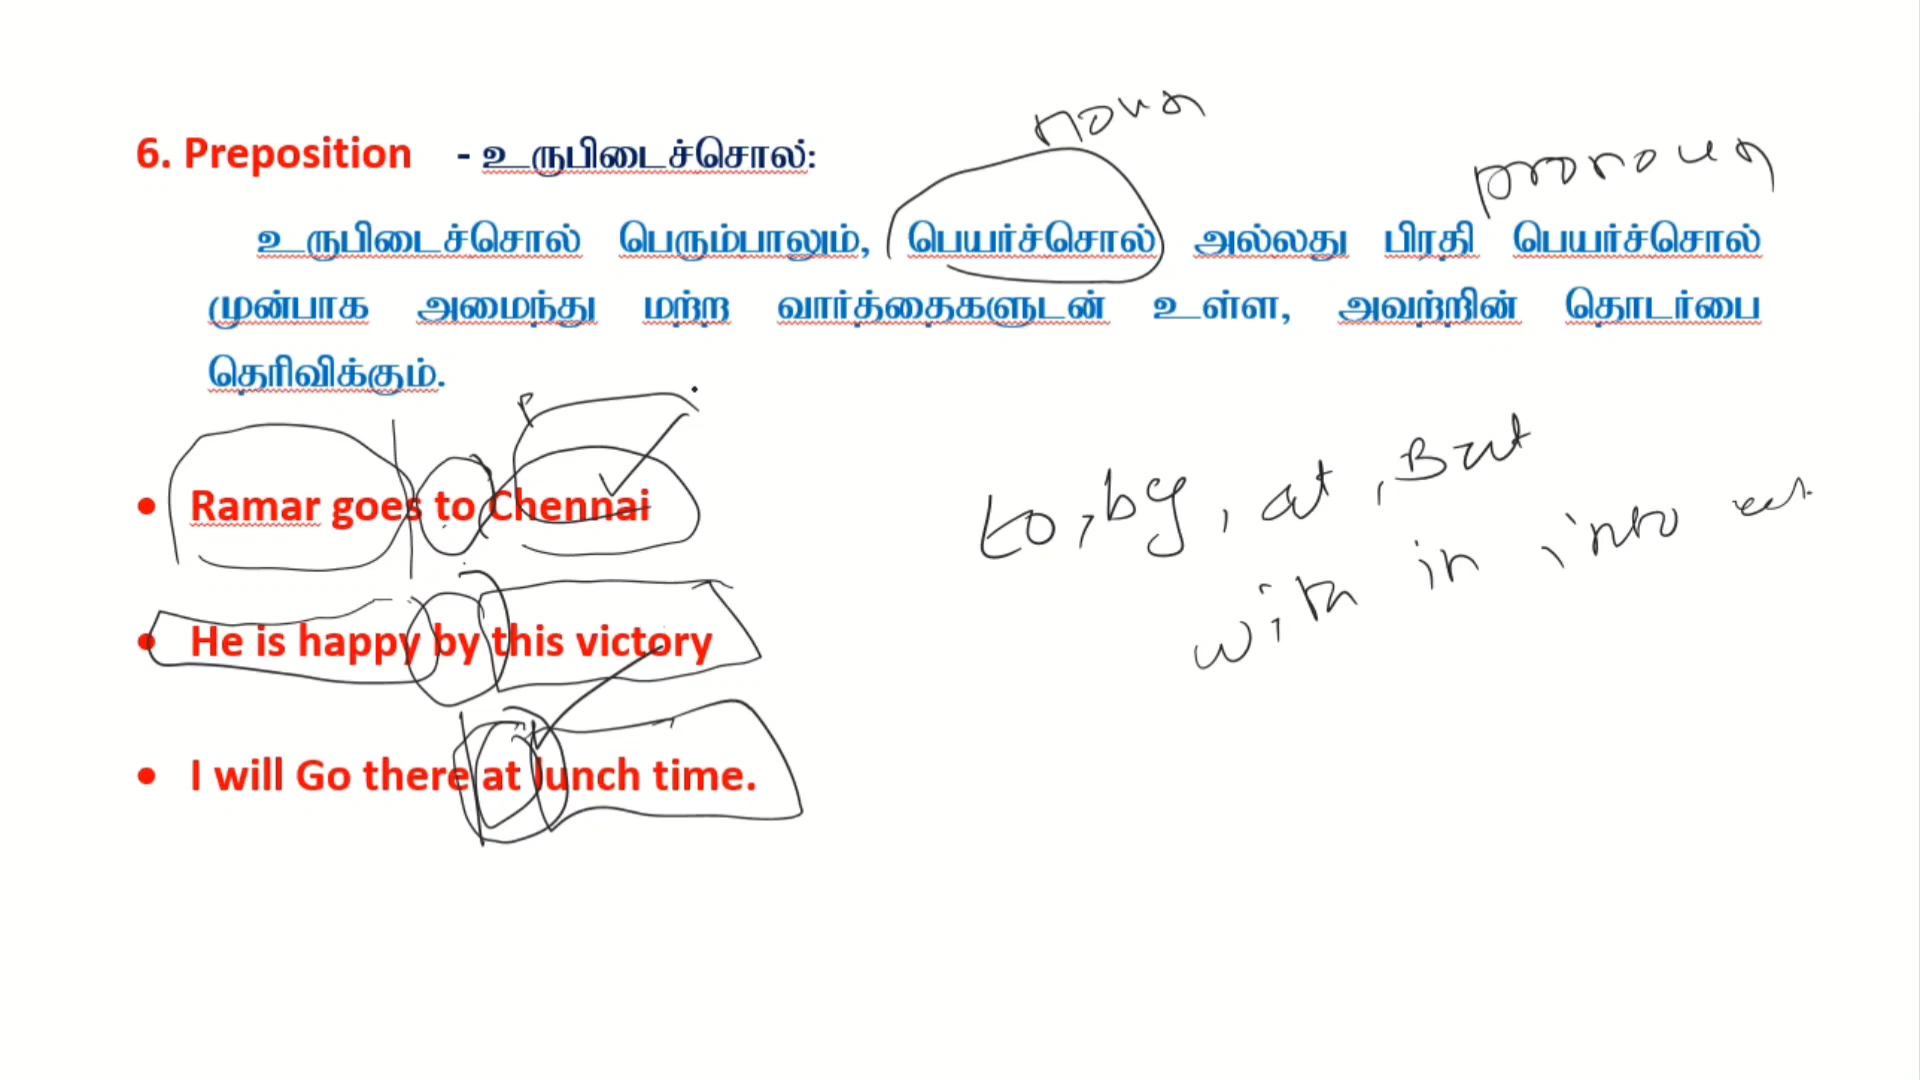 noun
6. Preposition - உருபிடைச்சொல்:
pronoun
உருபிடைச்சொல் பெரும்பாலும், பெயர்ச்சொல் அல்லது பிரதி பெயர்ச்சொல்
முன்பாக அமைந்து மற்ற வார்த்தைகளுடன் உள்ள, அவற்றின் தொடர்பை
தெரிவிக்கும்.
• Ramar goes to Chennai
to, by, at, But
with in, into
• He is happy by this victory
• I will Go there at lunch time.